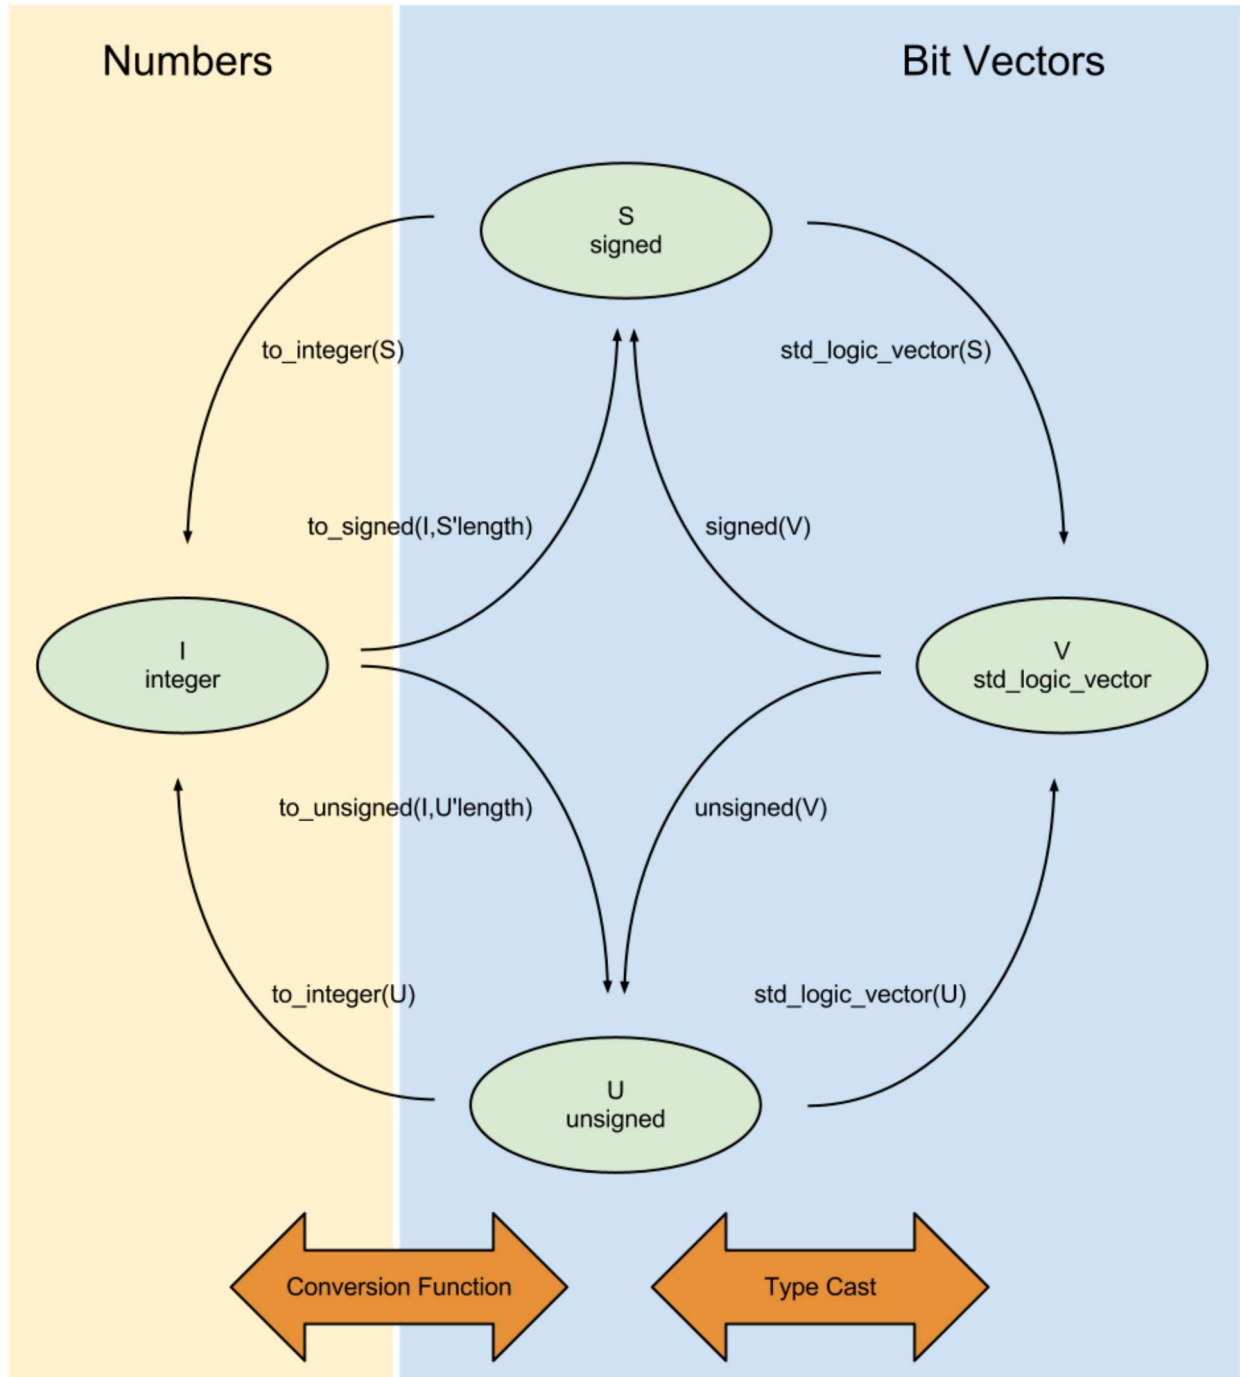 Numbers
Bit Vectors
S
signed
to_integer(S)
std_logic_vector(S)
to_signed(I,S'length)
signed(V)
I
integer
V
std_logic_vector
to_unsigned(I,U'length)
unsigned(V)
to_integer(U)
std_logic_vector(U)
U
unsigned
Conversion Function
Type Cast